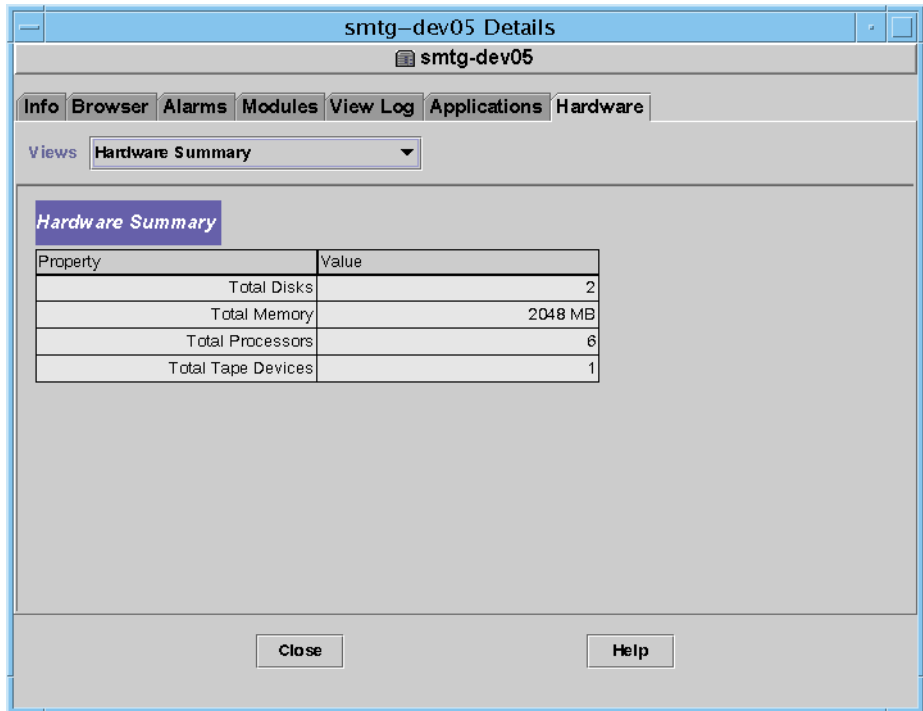 smtg–dev05 Details
smtg-dev05
Info Browser Alarms Modules View Log Applications Hardware
Views Hardware Summary
Hardware Summary
Property Value
Total Disks 2
Total Memory 2048 MB
Total Processors 6
Total Tape Devices 1
Close Help